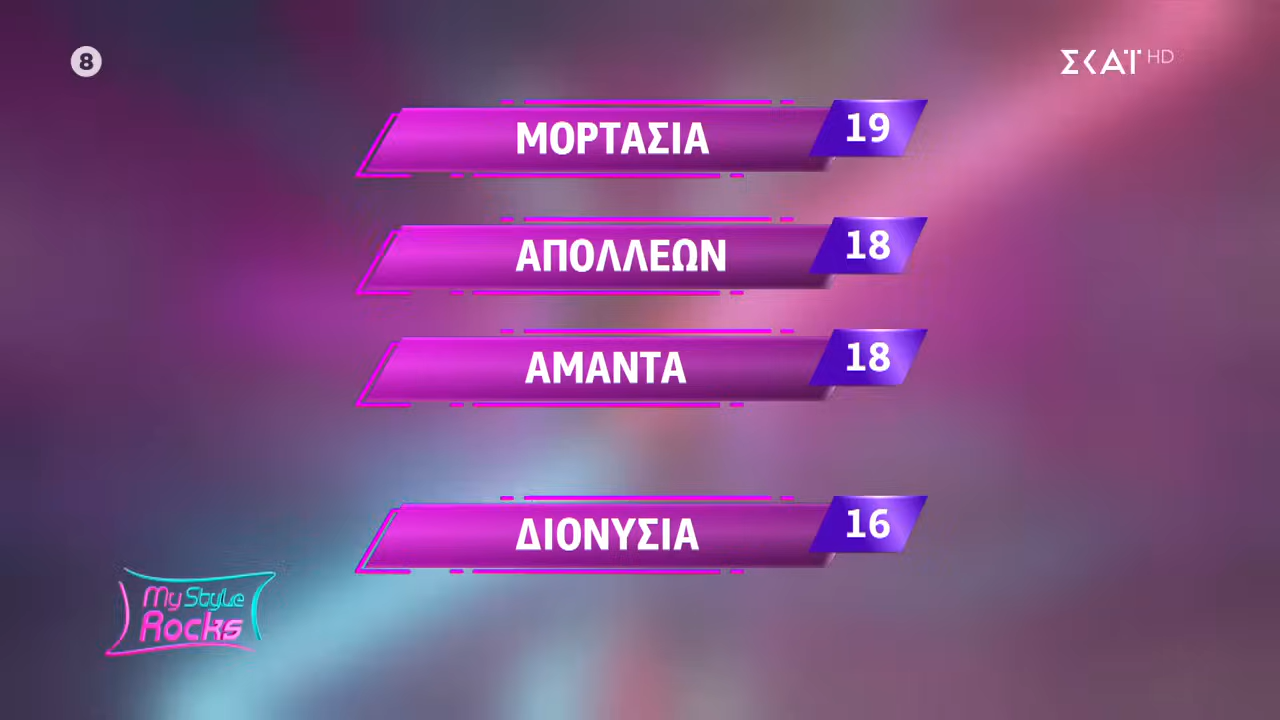 8
ΣΚΑΪ HD
ΜΟΡΤΑΣΙΑ 19
ΑΠΟΛΛΕΩΝ 18
ΑΜΑΝΤΑ 18
ΔΙΟΝΥΣΙΑ 16
My Style
Rocks